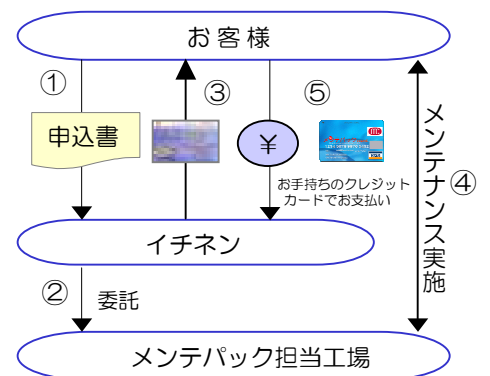 お客様
①
③
⑤
申込書
¥
お手持ちのクレジット
カードでお支払い
メンテナンス実施
④
イチネン
②
委託
メンテパック担当工場